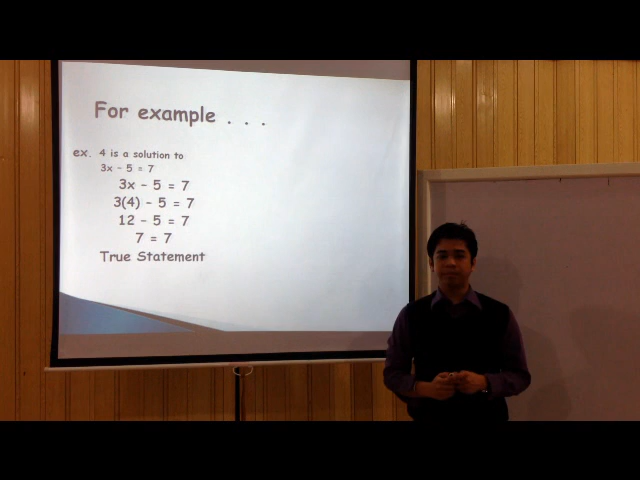 For example . . .
ex. 4 is a solution to
3x - 5 = 7
3x - 5 = 7
3(4) - 5 = 7
12 - 5 = 7
7 = 7
True Statement